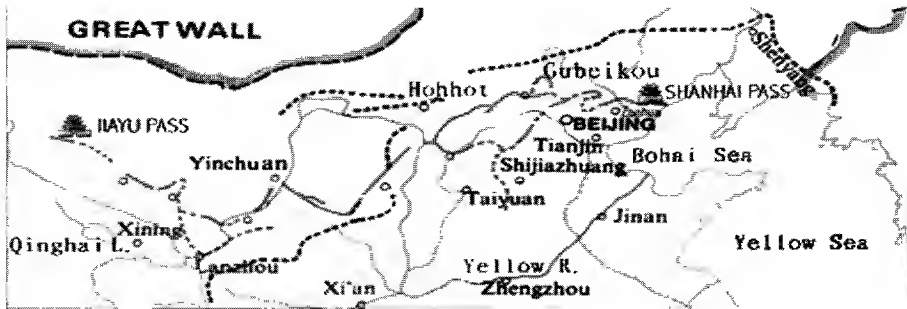 GREAT WALL
Shenyang
Gubeikou
Hohhot
SHANHAI PASS
JIAYU PASS
BEIJING
Tianjin
Bohai Sea
Yinchuan
Shijiazhuang
Taiyuan
Jinan
Xining
Qinghai L.
Yellow Sea
Lanzhou
Yellow R.
Xi'an
Zhengzhou